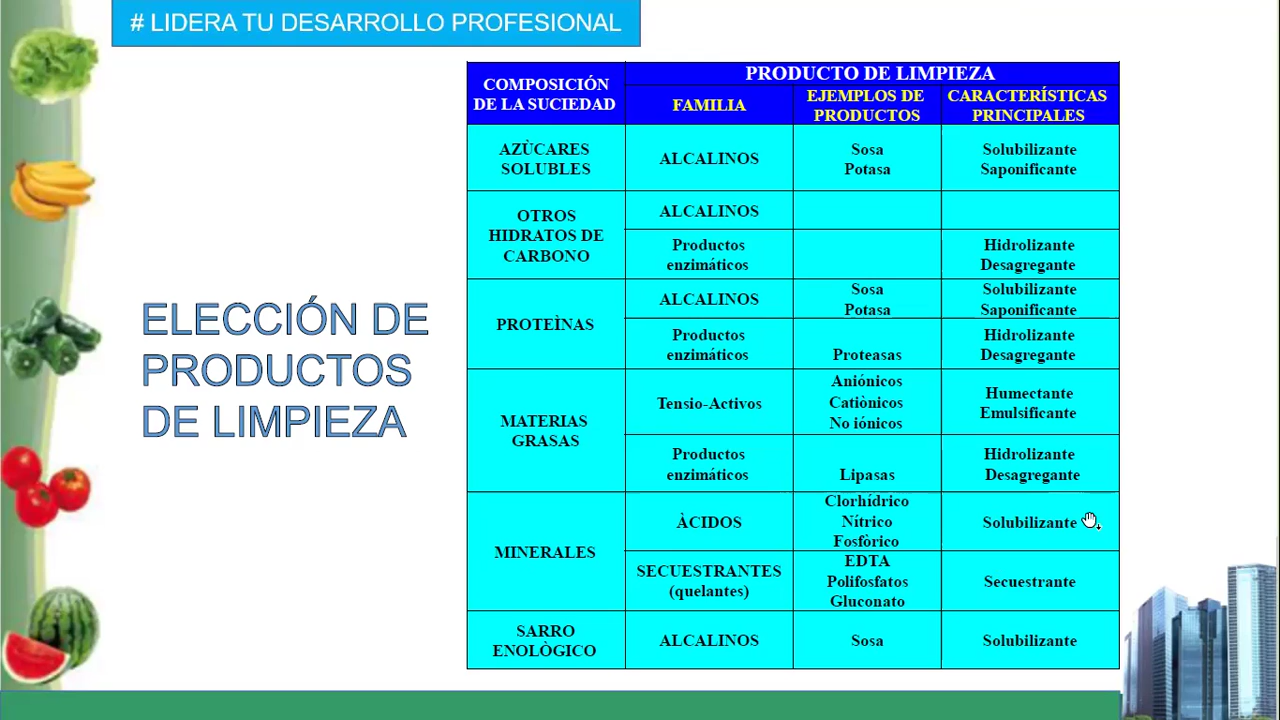 # LIDERA TU DESARROLLO PROFESIONAL
ELECCIÓN DE
PRODUCTOS
DE LIMPIEZA
COMPOSICIÓN
DE LA SUCIEDAD
PRODUCTO DE LIMPIEZA
FAMILIA
EJEMPLOS DE
PRODUCTOS
CARACTERÍSTICAS
PRINCIPALES
AZÙCARES
SOLUBLES
ALCALINOS
Sosa
Potasa
Solubilizante
Saponificante
OTROS
HIDRATOS DE
CARBONO
ALCALINOS
Productos
enzimáticos
Hidrolizante
Desagregante
PROTEÌNAS
ALCALINOS
Sosa
Potasa
Solubilizante
Saponificante
Productos
enzimáticos
Proteasas
Hidrolizante
Desagregante
MATERIAS
GRASAS
Tensio-Activos
Aniónicos
Catiònicos
No iónicos
Humectante
Emulsificante
Productos
enzimáticos
Lipasas
Hidrolizante
Desagregante
MINERALES
ÀCIDOS
Clorhídrico
Nítrico
Fosfòrico
Solubilizante
SECUESTRANTES
(quelantes)
EDTA
Polifosfatos
Gluconato
Secuestrante
SARRO
ENOLÒGICO
ALCALINOS
Sosa
Solubilizante